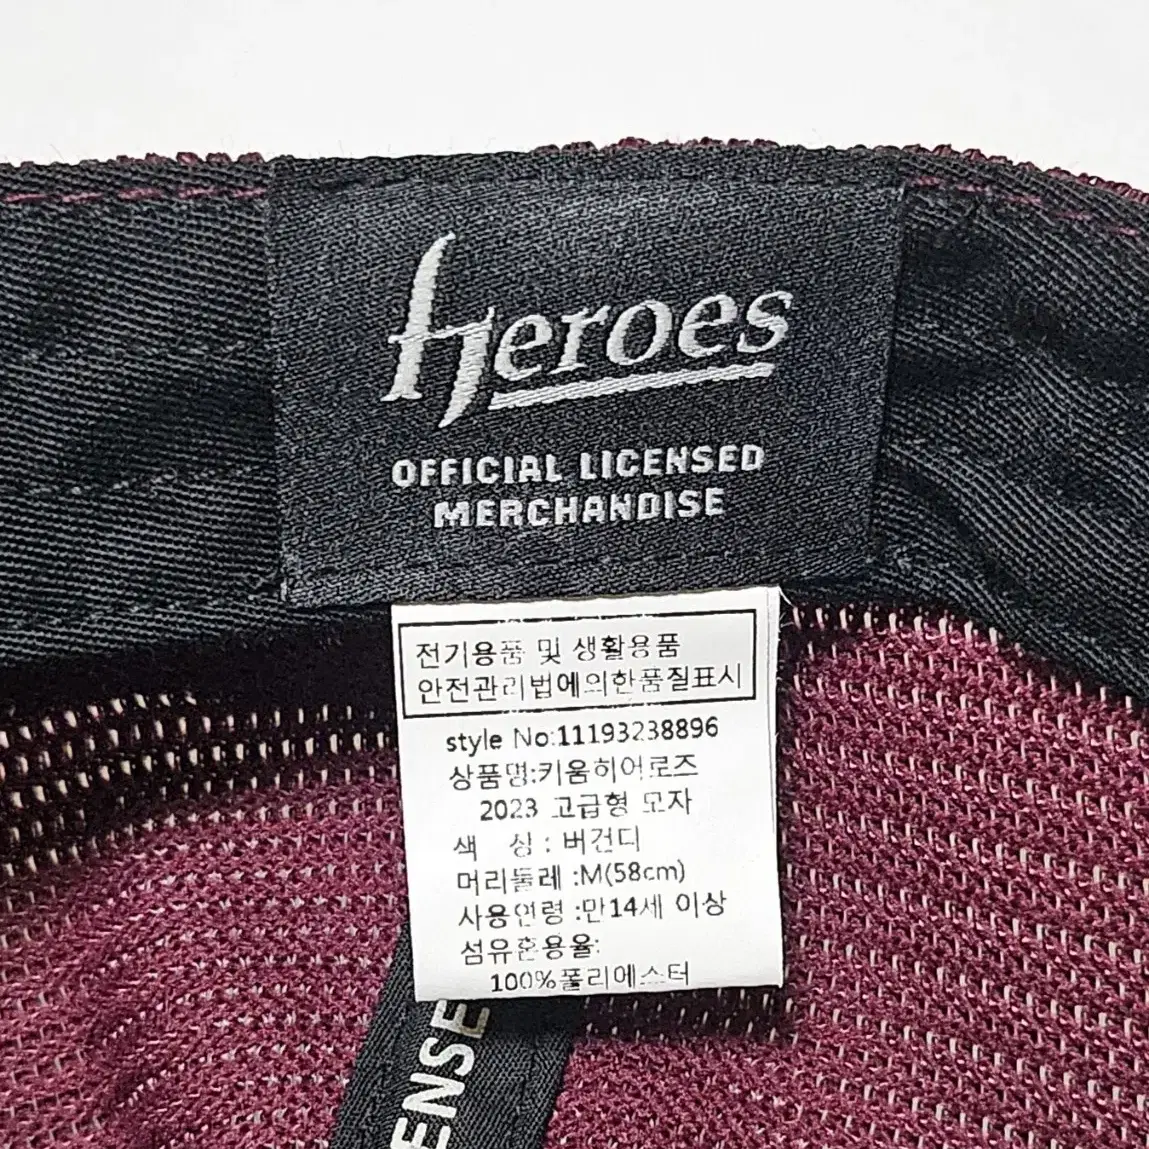 Heroes
OFFICIAL LICENSED
MERCHANDISE
전기용품 및 생활용품
안전관리법에의한품질표시
style No:11193238896
상품명:키움히어로즈
2023 고급형 모자
색 상 : 버건디
머리둘레 :M(58cm)
사용연령 :만14세 이상
섬유혼용율:
100%폴리에스터
ENSE